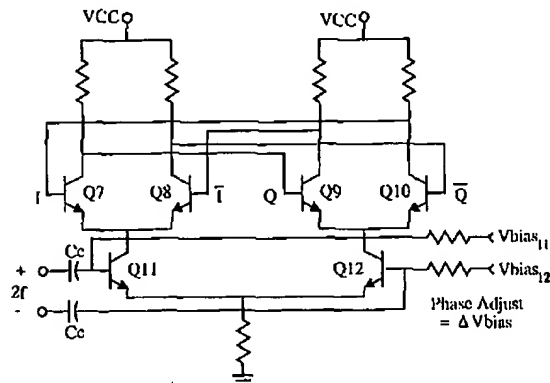 VCC VCC
I Q7 Q8 I Q Q9 Q10 Q
Cc Q11 Q12 Vbias11
+ 2f - Vbias12
Cc
Phase Adjust
= Δ Vbias